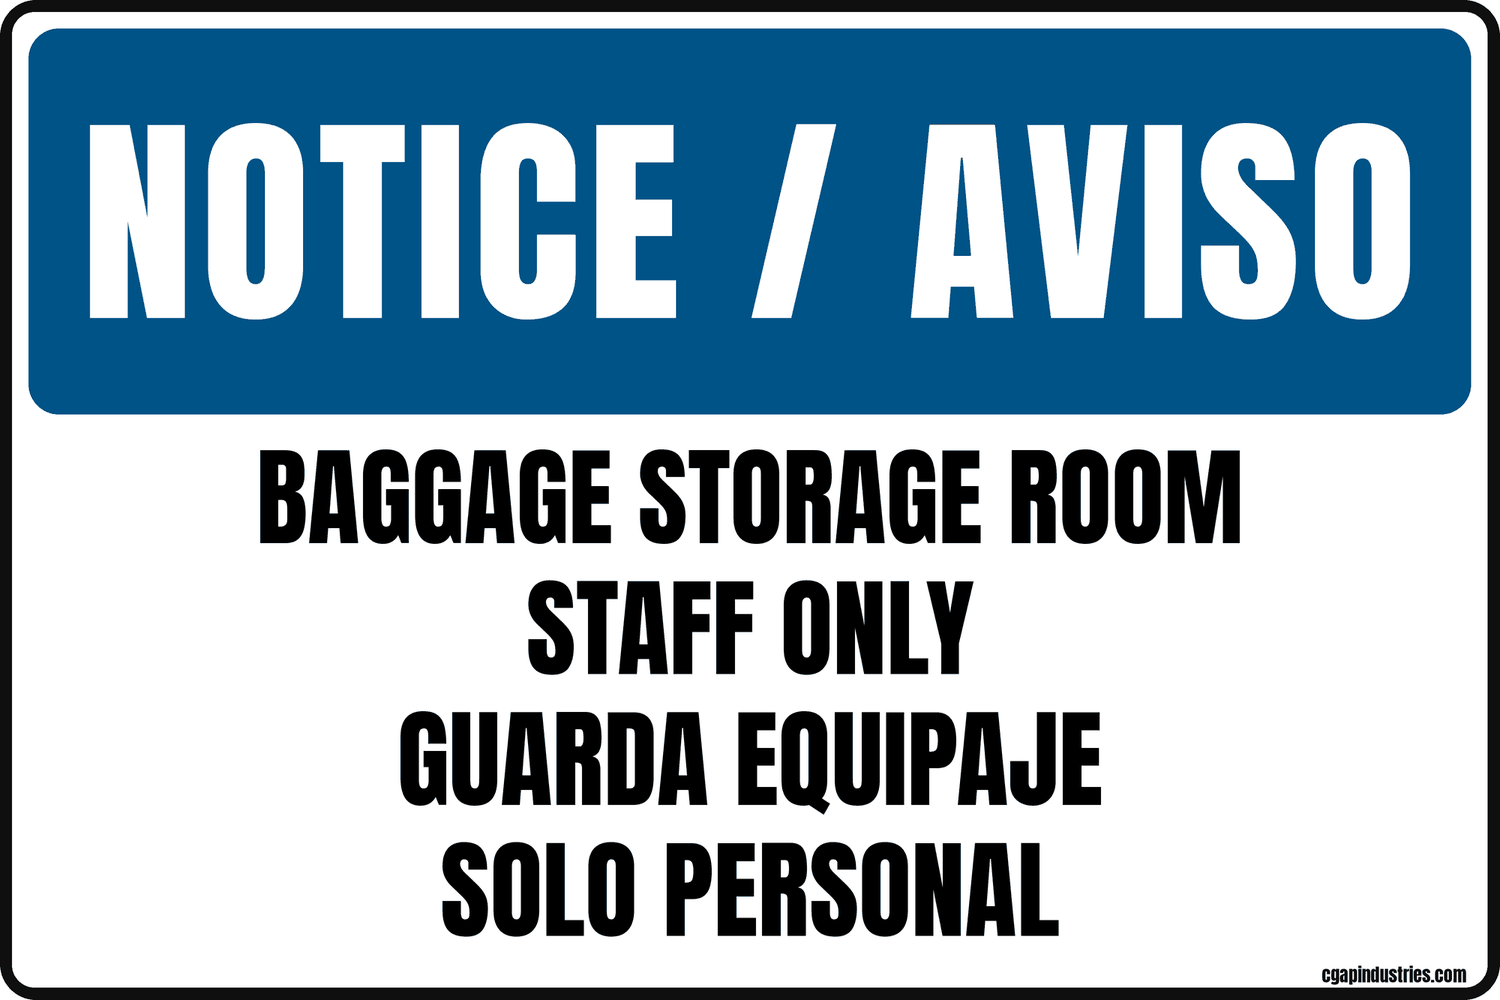 NOTICE / AVISO
BAGGAGE STORAGE ROOM
STAFF ONLY
GUARDA EQUIPAJE
SOLO PERSONAL
cgapindustries.com